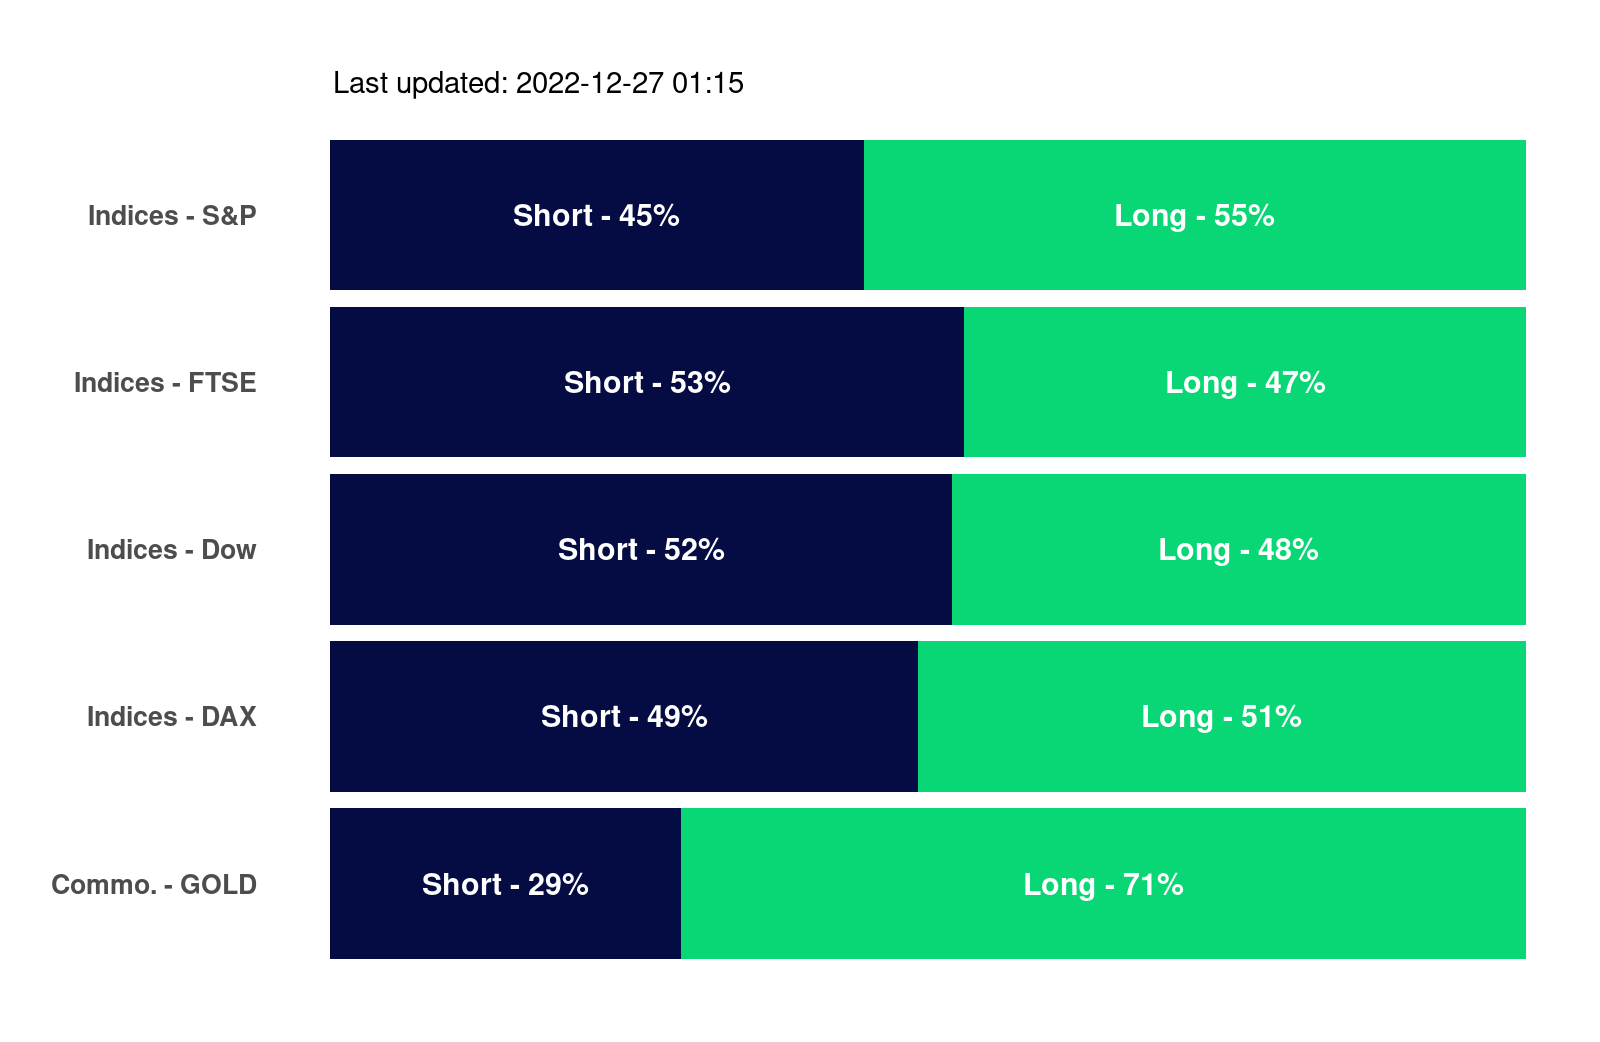 Last updated: 2022-12-27 01:15
Indices - S&P Short - 45% Long - 55%
Indices - FTSE Short - 53% Long - 47%
Indices - Dow Short - 52% Long - 48%
Indices - DAX Short - 49% Long - 51%
Commo. - GOLD Short - 29% Long - 71%